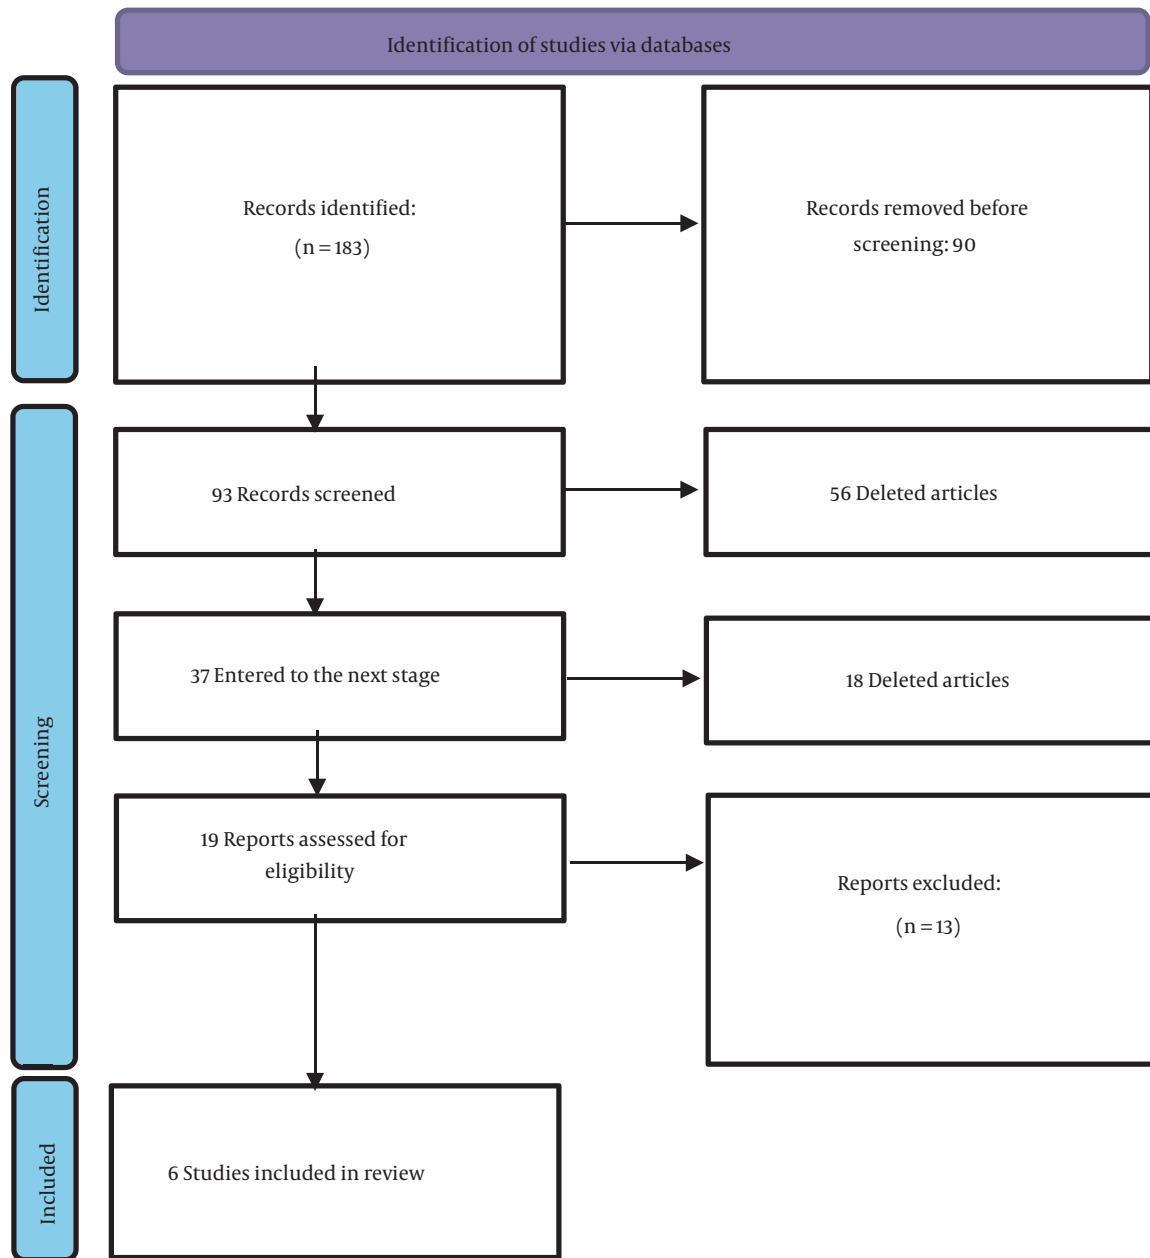 Identification of studies via databases
Identification
Records identified:
(n = 183)
Records removed before
screening: 90
Screening
93 Records screened
56 Deleted articles
37 Entered to the next stage
18 Deleted articles
19 Reports assessed for
eligibility
Reports excluded:
(n = 13)
Included
6 Studies included in review